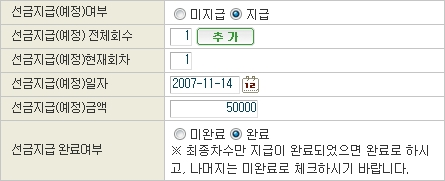 선금지급(예정)여부 미지급 지급
선금지급(예정) 전체회수 1 추 가
선금지급(예정)현재회차 1
선금지급(예정)일자 2007-11-14 12
선금지급(예정)금액 50000
선금지급 완료여부 미완료 완료
※ 최종차수만 지급이 완료되었으면 완료로 하시
고, 나머지는 미완료로 체크하시기 바랍니다.